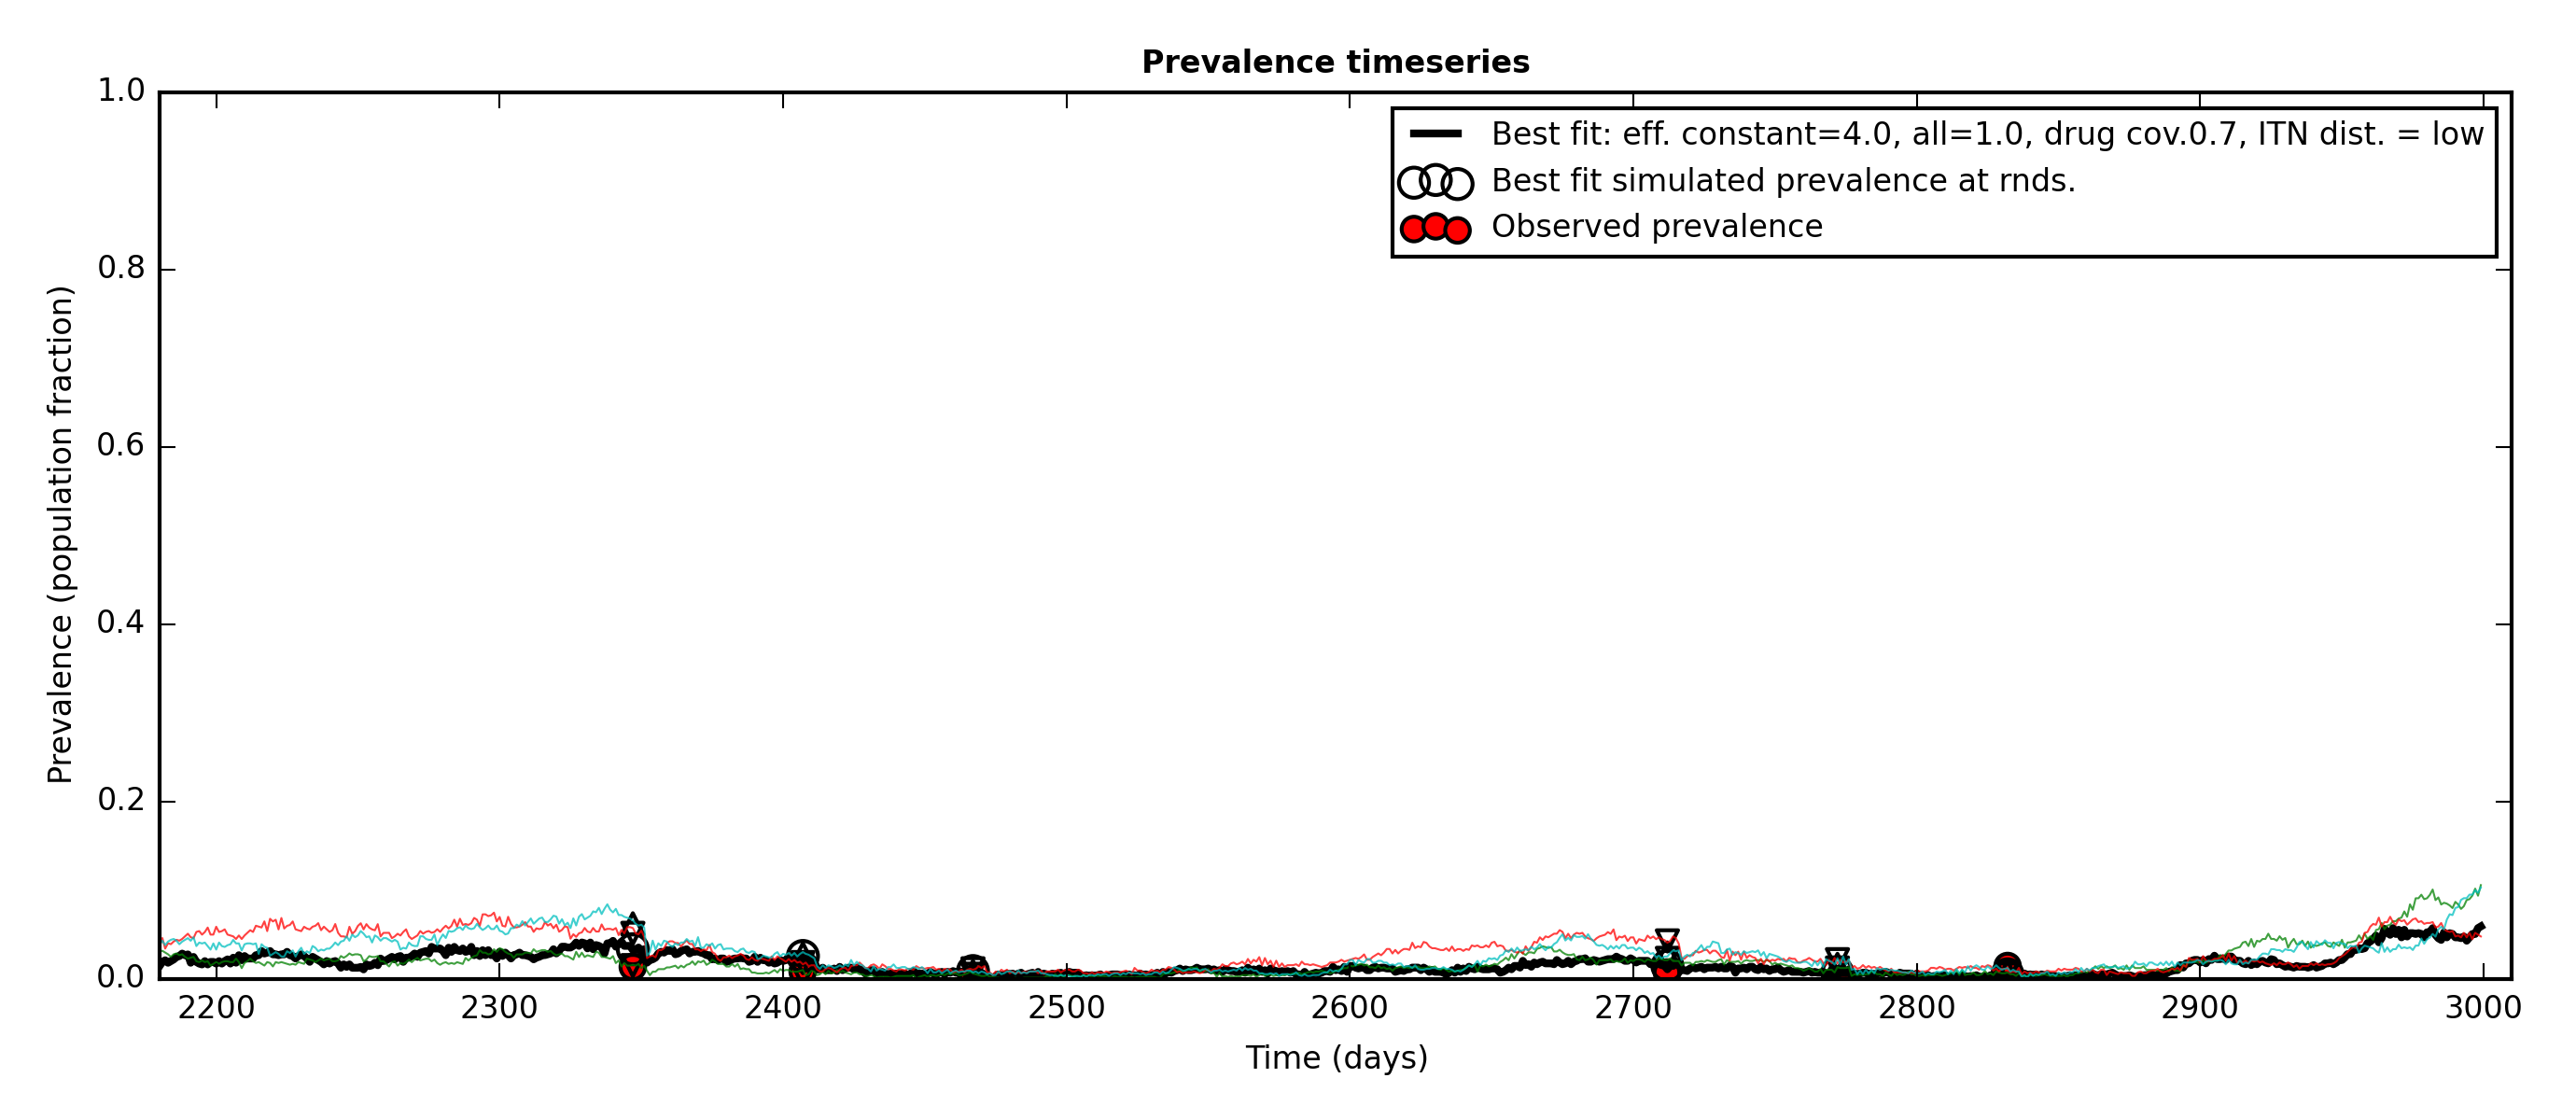 Prevalence timeseries
1.0
0.8
0.6
0.4
0.2
0.0
Prevalence (population fraction)
Best fit: eff. constant=4.0, all=1.0, drug cov.0.7, ITN dist. = low
Best fit simulated prevalence at rnds.
Observed prevalence
2200 2300 2400 2500 2600 2700 2800 2900 3000
Time (days)